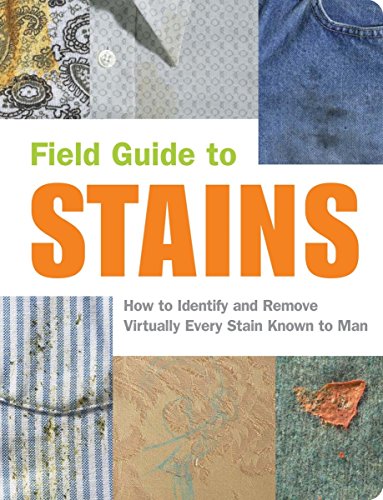 Field Guide to
STAINS
How to Identify and Remove
Virtually Every Stain Known to Man